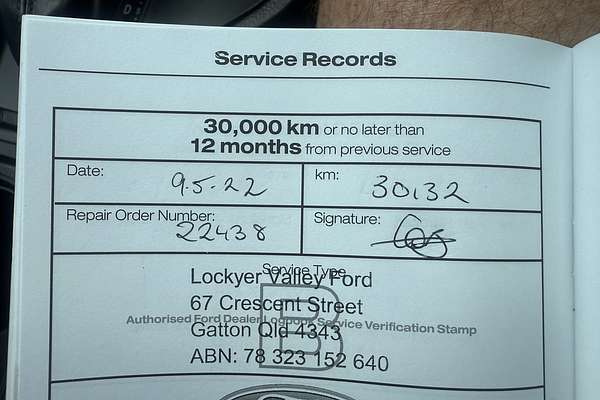 Service Records
30,000 km or no later than
12 months from previous service
Date: 9.5.22
km: 30132
Repair Order Number: 22438
Signature:
Service Type
Lockyer Valley Ford
67 Crescent Street
Authorised Ford Dealer Logbook Service Verification Stamp
B
Gatton Qld 4343
ABN: 78 323 152 640